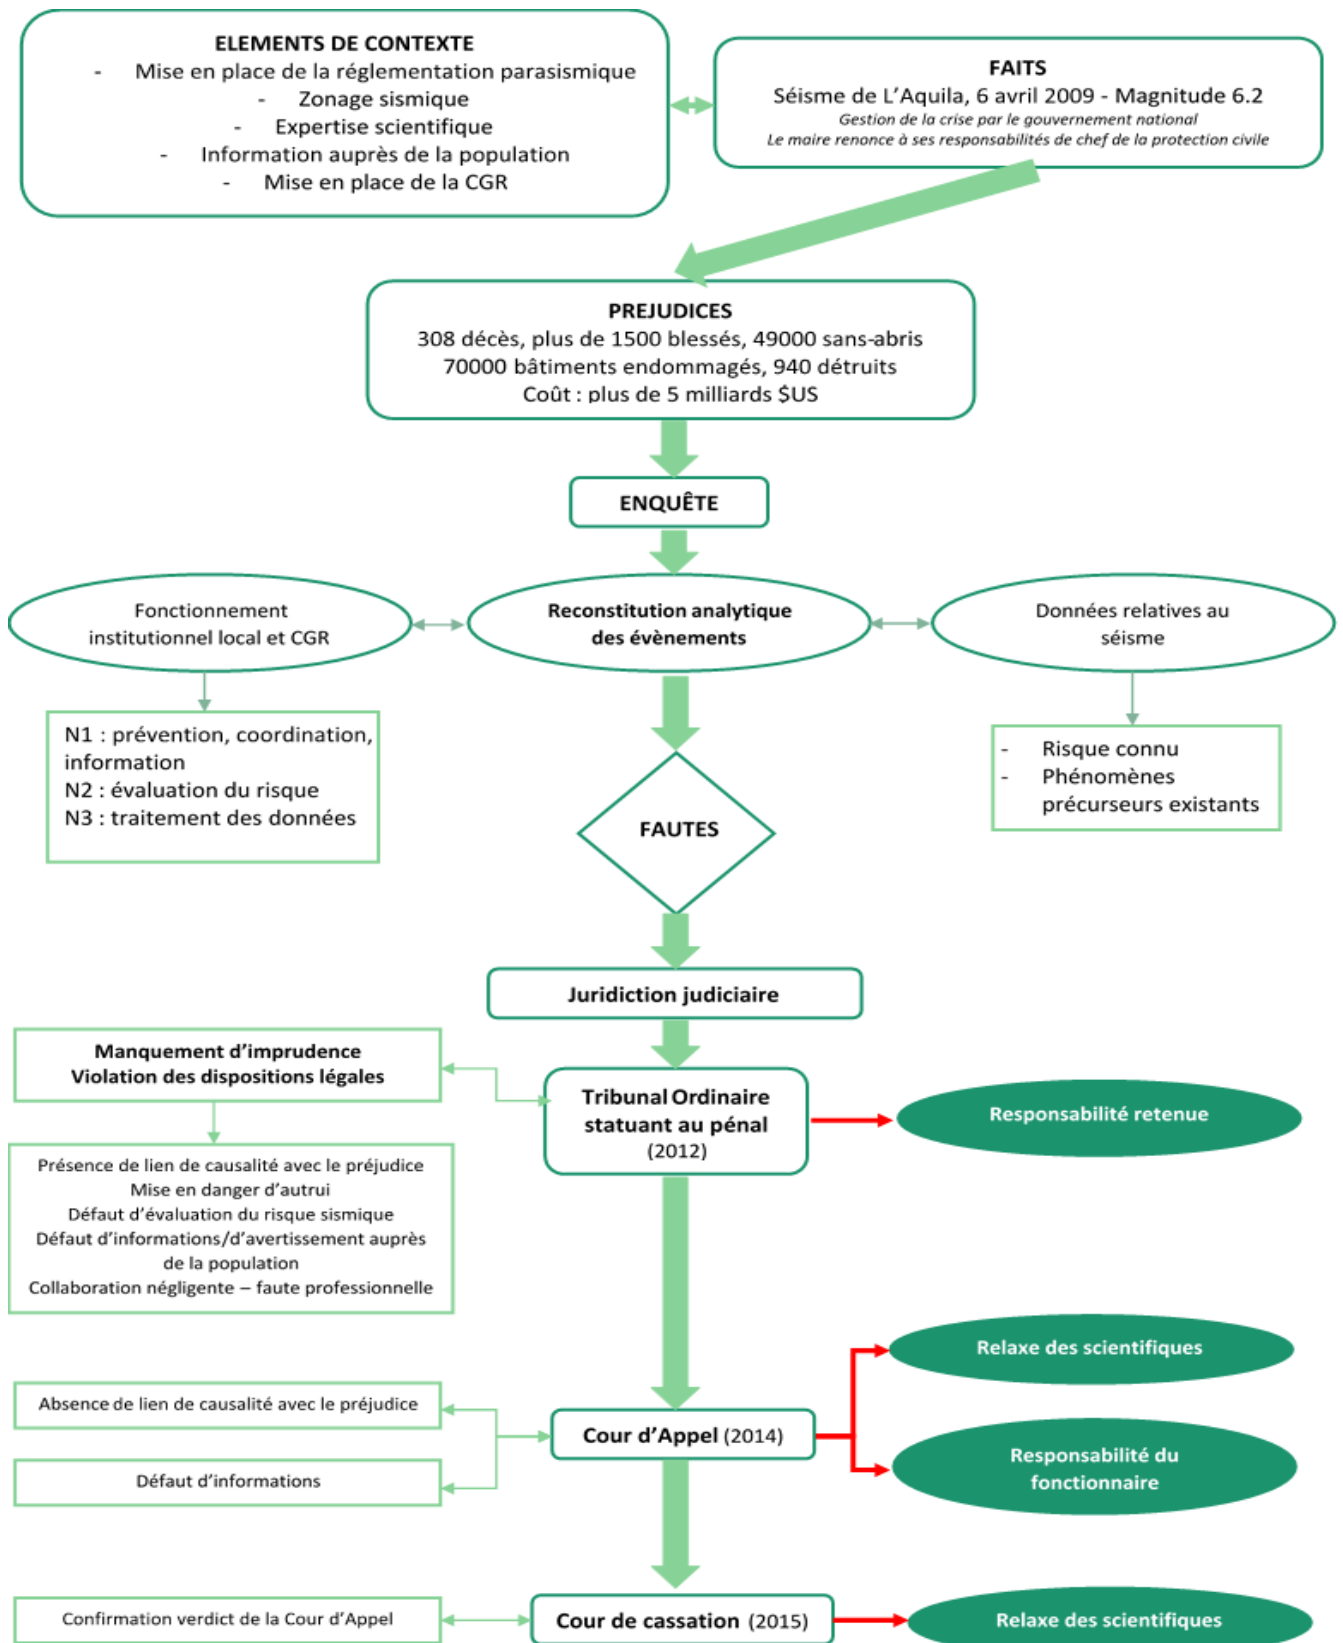 ELEMENTS DE CONTEXTE
- Mise en place de la réglementation parasismique
- Zonage sismique
- Expertise scientifique
- Information auprès de la population
- Mise en place de la CGR
FAITS
Séisme de L'Aquila, 6 avril 2009 - Magnitude 6.2
Gestion de la crise par le gouvernement national
Le maire renonce à ses responsabilités de chef de la protection civile
PREJUDICES
308 décès, plus de 1500 blessés, 49000 sans-abris
70000 bâtiments endommagés, 940 détruits
Coût : plus de 5 milliards $US
ENQUÊTE
Fonctionnement
institutionnel local et CGR
Reconstitution analytique
des évènements
Données relatives au
séisme
N1 : prévention, coordination,
information
N2 : évaluation du risque
N3 : traitement des données
- Risque connu
- Phénomènes
précurseurs existants
FAUTES
Juridiction judiciaire
Manquement d'imprudence
Violation des dispositions légales
Tribunal Ordinaire
statuant au pénal
(2012)
Responsabilité retenue
Présence de lien de causalité avec le préjudice
Mise en danger d'autrui
Défaut d'évaluation du risque sismique
Défaut d'informations/d'avertissement auprès
de la population
Collaboration négligente – faute professionnelle
Relaxe des scientifiques
Absence de lien de causalité avec le préjudice
Cour d'Appel (2014)
Défaut d'informations
Responsabilité du
fonctionnaire
Confirmation verdict de la Cour d'Appel
Cour de cassation (2015)
Relaxe des scientifiques